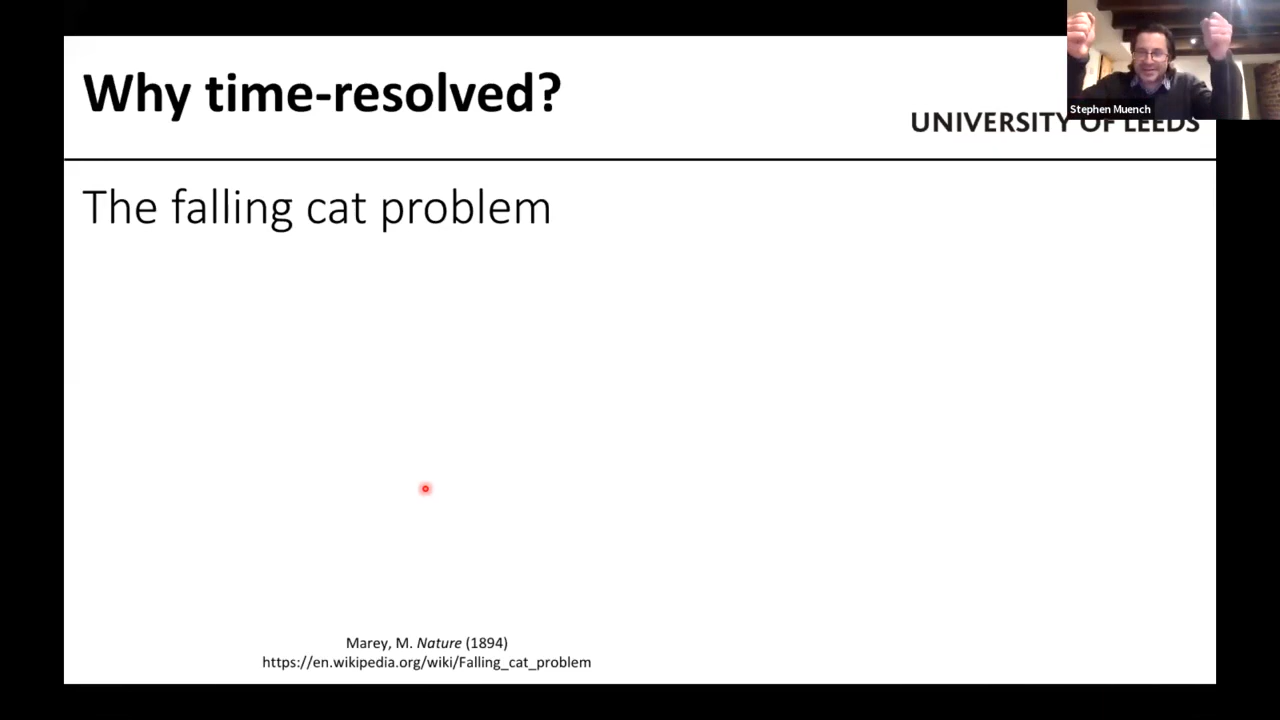 Why time-resolved?
Stephen Muench
UNIVERSITY OF LEEDS
The falling cat problem
Marey, M. Nature (1894)
https://en.wikipedia.org/wiki/Falling_cat_problem